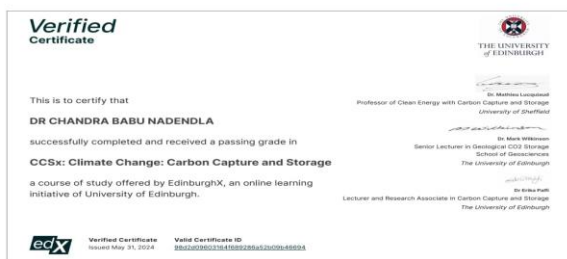 Verified
Certificate
THE UNIVERSITY
of EDINBURGH
This is to certify that
DR CHANDRA BABU NADENDLA
successfully completed and received a passing grade in
CCSx: Climate Change: Carbon Capture and Storage
a course of study offered by EdinburghX, an online learning
initiative of University of Edinburgh.
Dr. Mathieu Lucquiaud
Professor of Clean Energy with Carbon Capture and Storage
University of Sheffield
Dr. Mark Wilkinson
Senior Lecturer in Geological CO2 Storage
School of Geosciences
The University of Edinburgh
Dr Erika Palfi
Lecturer and Research Associate in Carbon Capture and Storage
The University of Edinburgh
edX
Verified Certificate
Issued May 31, 2024
Valid Certificate ID